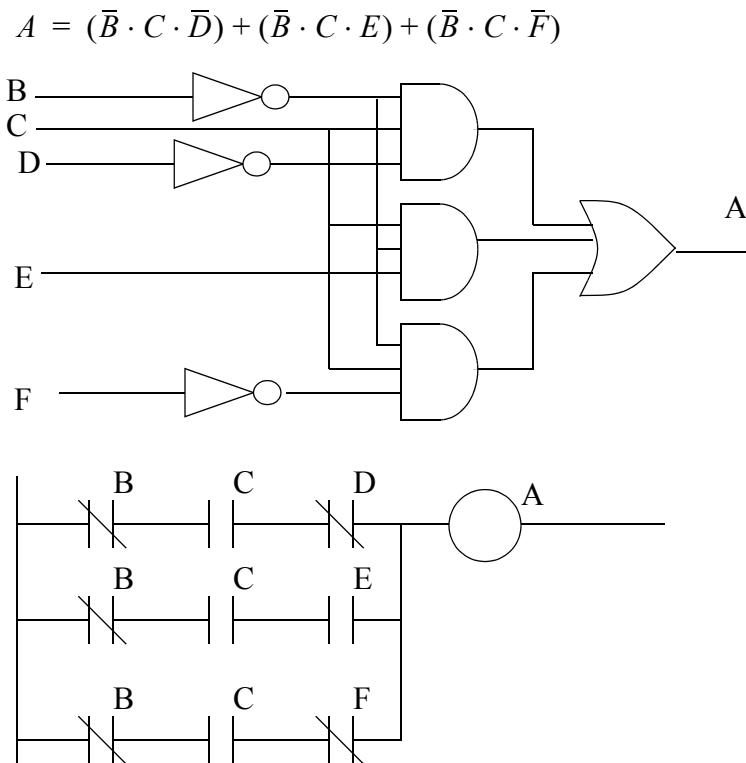 A = (B̄ · C · D̄) + (B̄ · C · E) + (B̄ · C · F̄)
B
C
D
A
E
F
B C D A
B C E
B C F